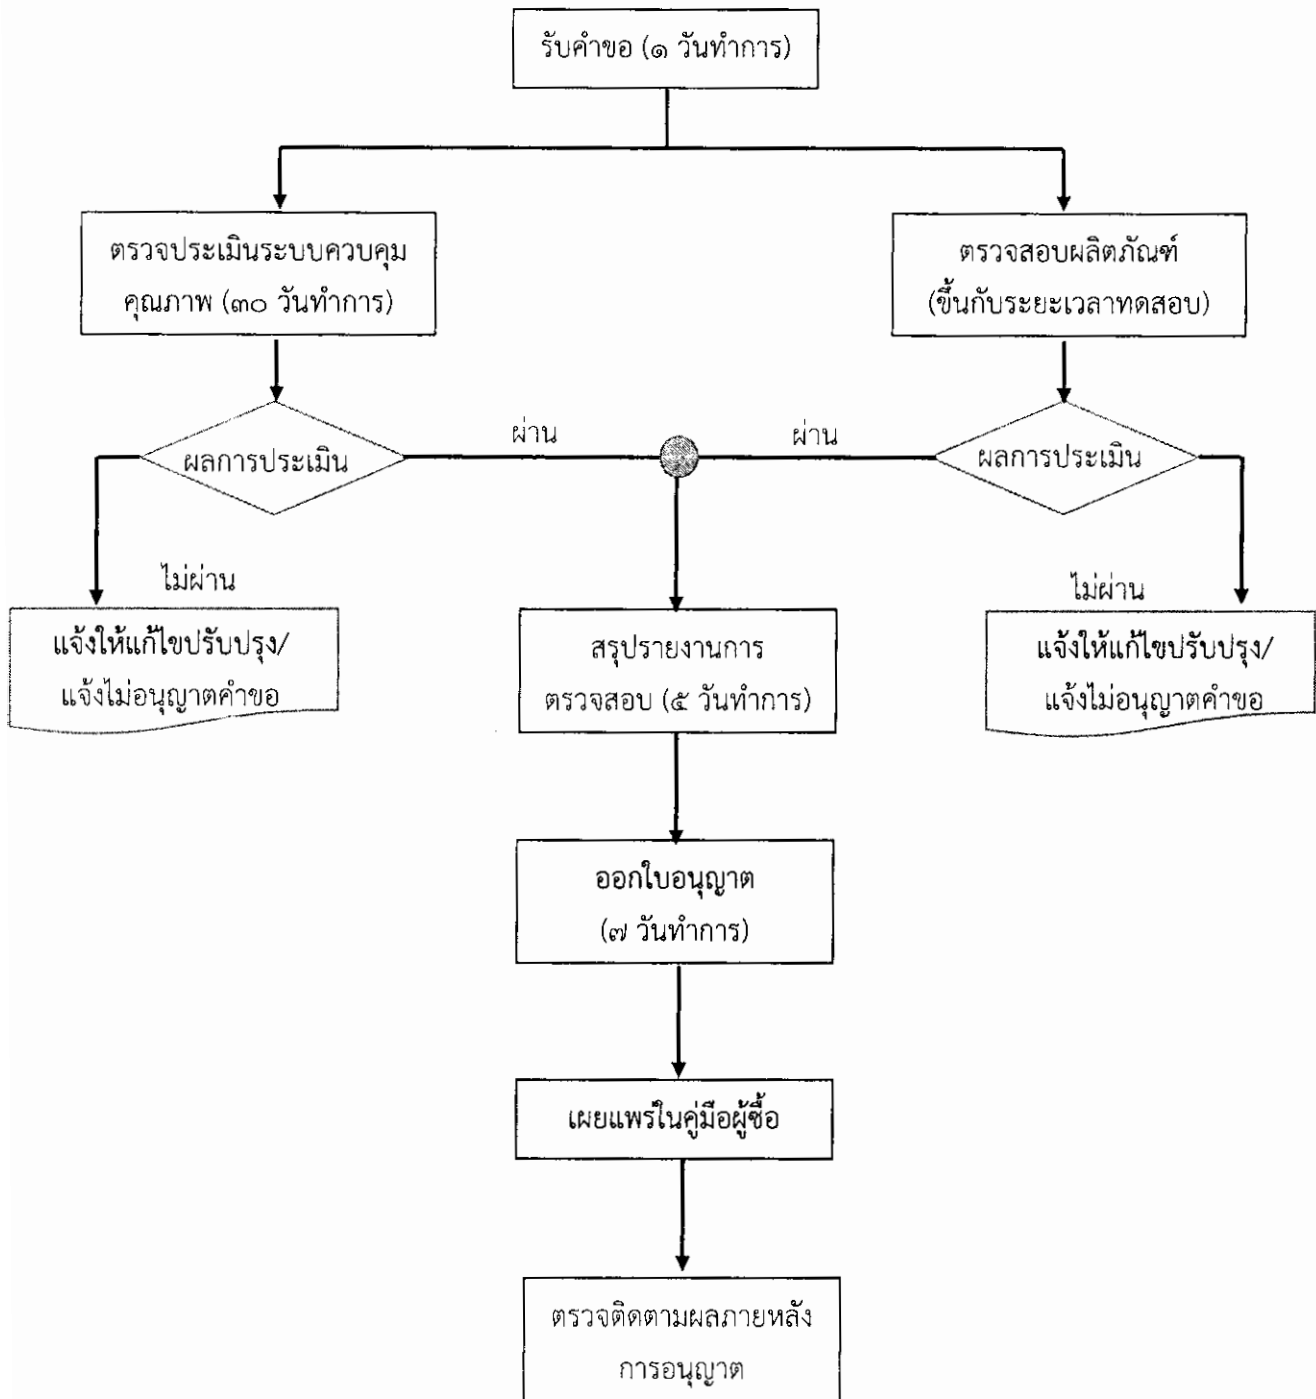 รับคำขอ (๑ วันทำการ)
ตรวจประเมินระบบควบคุม
คุณภาพ (๓๐ วันทำการ)
ตรวจสอบผลิตภัณฑ์
(ขึ้นกับระยะเวลาทดสอบ)
ผลการประเมิน
ผ่าน
ผ่าน
ผลการประเมิน
ไม่ผ่าน
ไม่ผ่าน
แจ้งให้แก้ไขปรับปรุง/
แจ้งไม่อนุญาตคำขอ
สรุปรายงานการ
ตรวจสอบ (๕ วันทำการ)
แจ้งให้แก้ไขปรับปรุง/
แจ้งไม่อนุญาตคำขอ
ออกใบอนุญาต
(๗ วันทำการ)
เผยแพร่ในคู่มือผู้ซื้อ
ตรวจติดตามผลภายหลัง
การอนุญาต